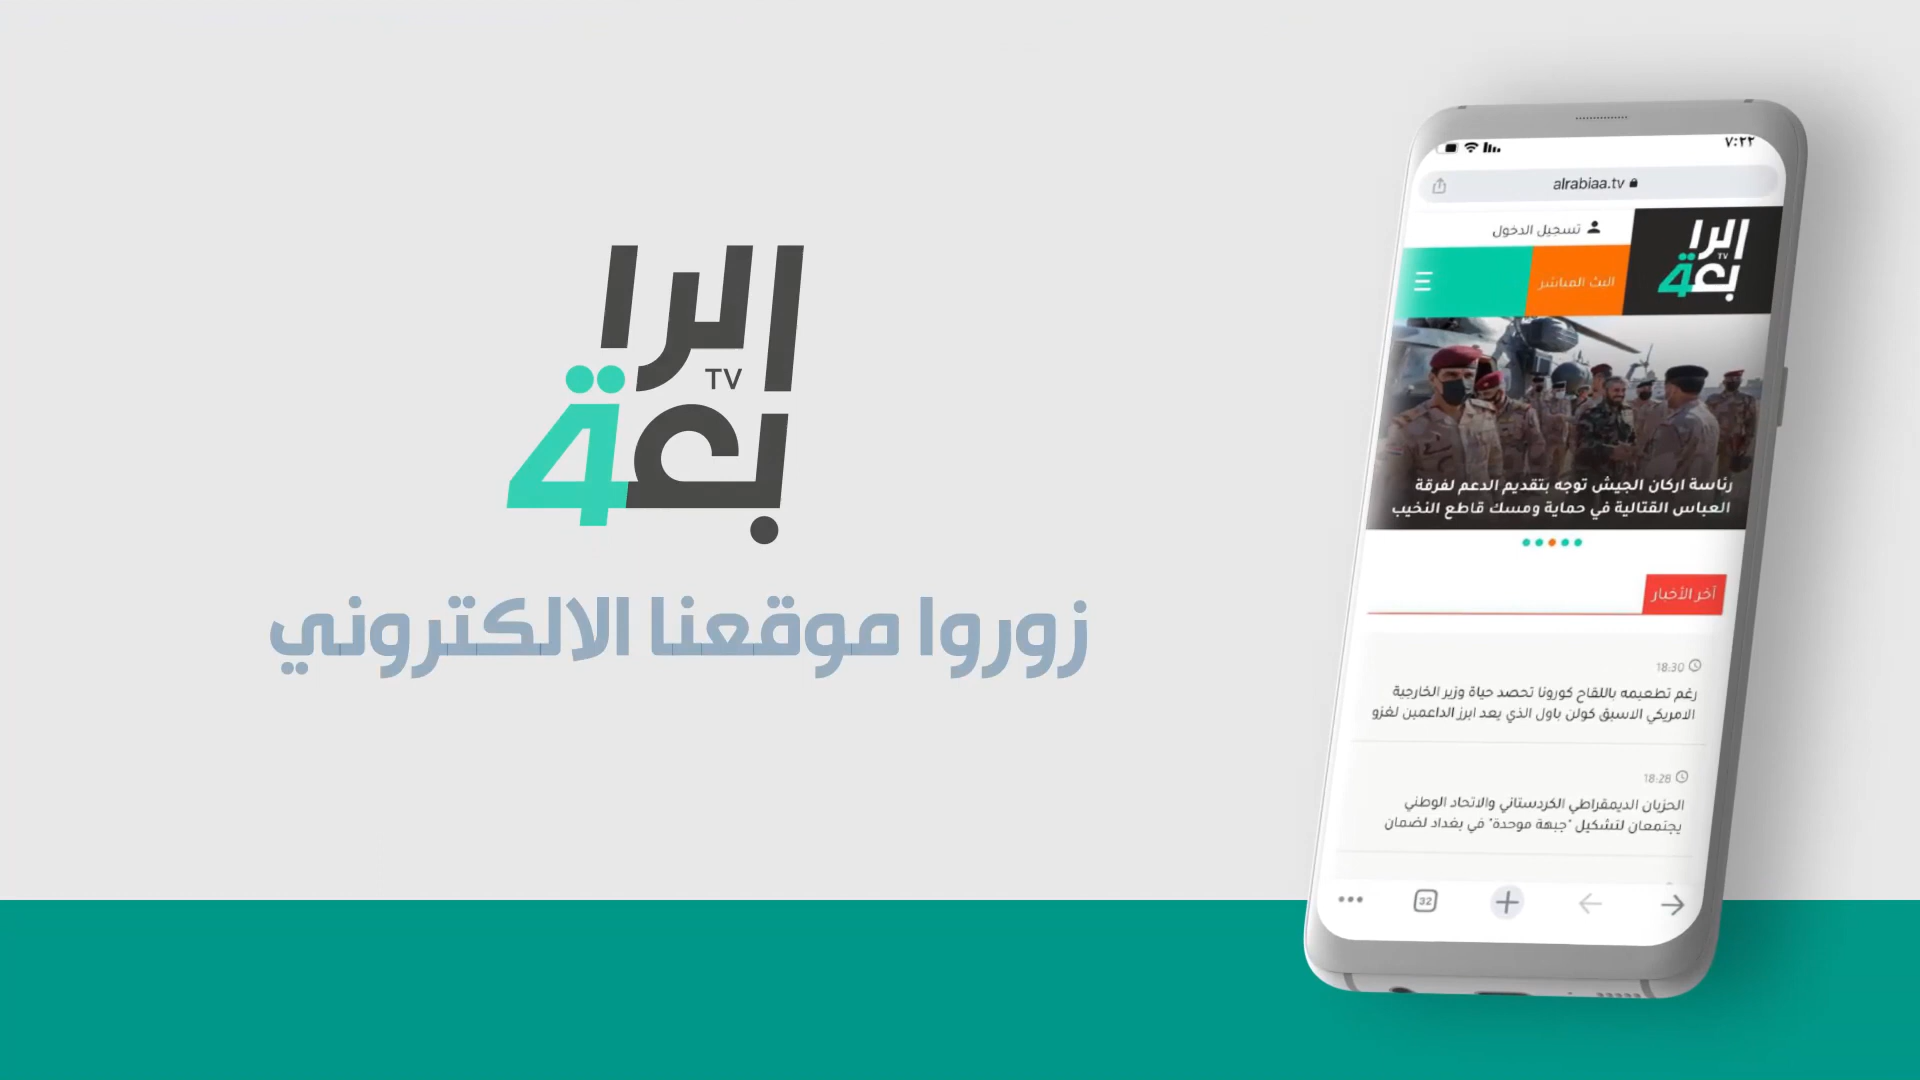 الرا
TV
بعة
زوروا موقعنا الالكتروني
٧:٢٢
alrabiaa.tv
تسجيل الدخول
الرا
TV
بعة
البث المباشر
رئاسة اركان الجيش توجه بتقديم الدعم لفرقة
العباس القتالية في حماية ومسك قاطع النخيب
آخر الأخبار
18:30
رغم تطعيمه باللقاح كورونا تحصد حياة وزير الخارجية
الامريكي الاسبق كولن باول الذي يعد ابرز الداعمين لغزو
18:28
الحزبان الديمقراطي الكردستاني والاتحاد الوطني
يجتمعان لتشكيل "جبهة موحدة" في بغداد لضمان
32